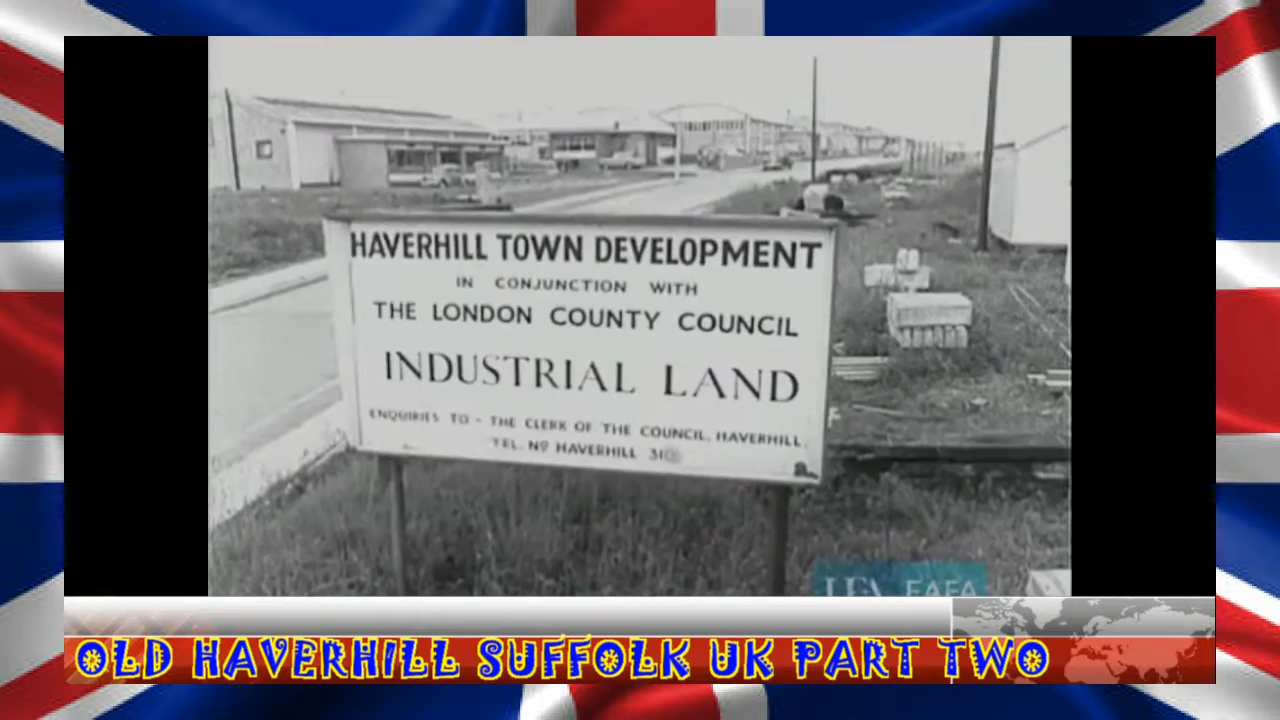 HAVERHILL TOWN DEVELOPMENT
IN CONJUNCTION WITH
THE LONDON COUNTY COUNCIL
INDUSTRIAL LAND
ENQUIRIES TO - THE CLERK OF THE COUNCIL, HAVERHILL.
TEL. Nº HAVERHILL
EAFA
OLD HAVERHILL SUFFOLK UK PART TWO